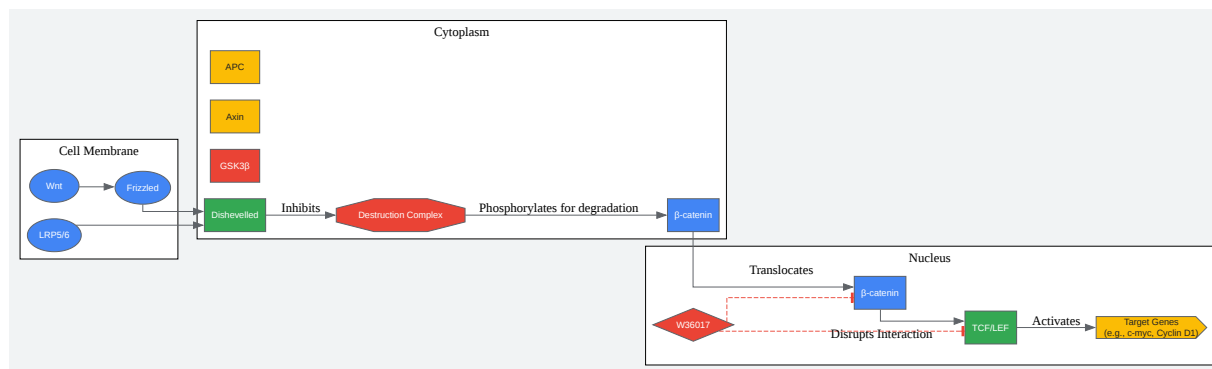 Cytoplasm
APC
Axin
GSK3β
Cell Membrane
Wnt
Frizzled
LRP5/6
Dishevelled
Inhibits
Destruction Complex
Phosphorylates for degradation
β-catenin
Nucleus
Translocates
β-catenin
W36017
Disrupts Interaction
TCF/LEF
Activates
Target Genes
(e.g., c-myc, Cyclin D1)